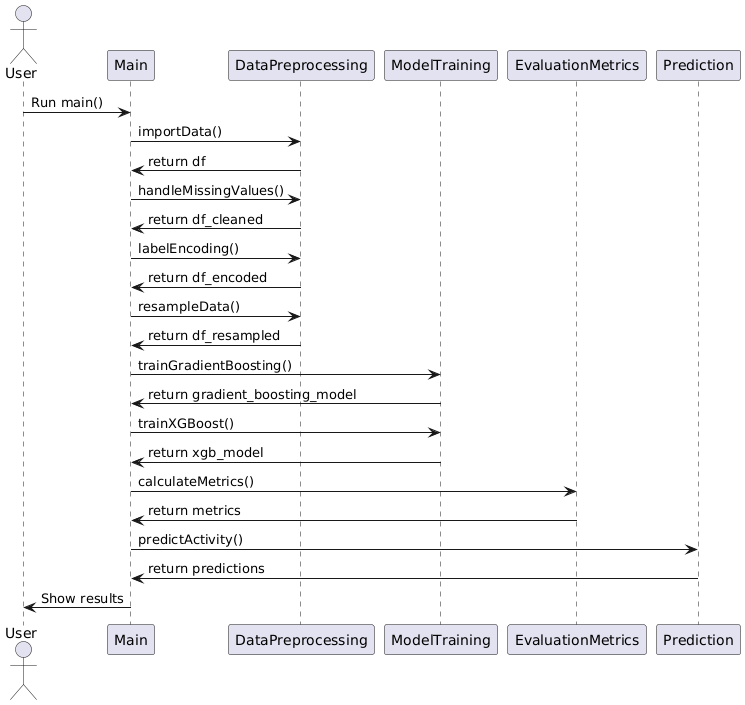 User
Main
DataPreprocessing
ModelTraining
EvaluationMetrics
Prediction
Run main()
importData()
return df
handleMissingValues()
return df_cleaned
labelEncoding()
return df_encoded
resampleData()
return df_resampled
trainGradientBoosting()
return gradient_boosting_model
trainXGBoost()
return xgb_model
calculateMetrics()
return metrics
predictActivity()
return predictions
Show results
User
Main
DataPreprocessing
ModelTraining
EvaluationMetrics
Prediction